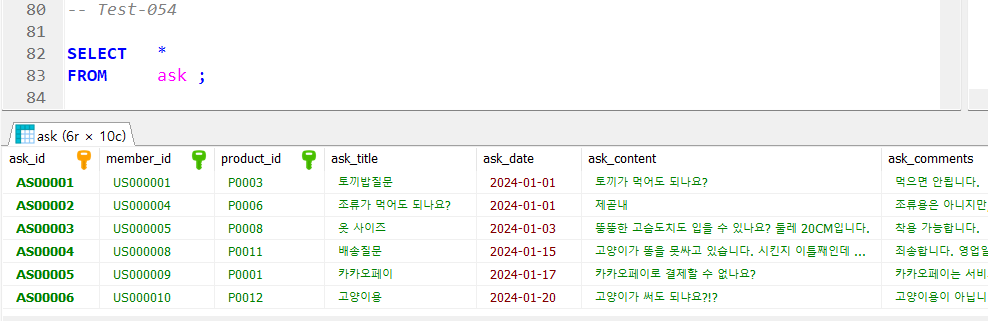 80 -- Test-054
81
82 SELECT *
83 FROM ask ;
84
ask (6r × 10c)
ask_id member_id product_id ask_title ask_date ask_content ask_comments
AS00001 US000001 P0003 토끼밥질문 2024-01-01 토끼가 먹어도 되나요? 먹으면 안됩니다.
AS00002 US000004 P0006 조류가 먹어도 되나요? 2024-01-01 제곧내 조류용은 아니지만
AS00003 US000005 P0008 옷 사이즈 2024-01-03 뚱뚱한 고슴도치도 입을 수 있나요? 둘레 20CM입니다. 착용 가능합니다.
AS00004 US000008 P0011 배송질문 2024-01-15 고양이가 똥을 못싸고 있습니다. 시킨지 이틀째인데 ... 죄송합니다. 영업일
AS00005 US000009 P0001 카카오페이 2024-01-17 카카오페이로 결제할 수 없나요? 카카오페이는 서비
AS00006 US000010 P0012 고양이용 2024-01-20 고양이가 써도 되냐요?!? 고양이용이 아닙니